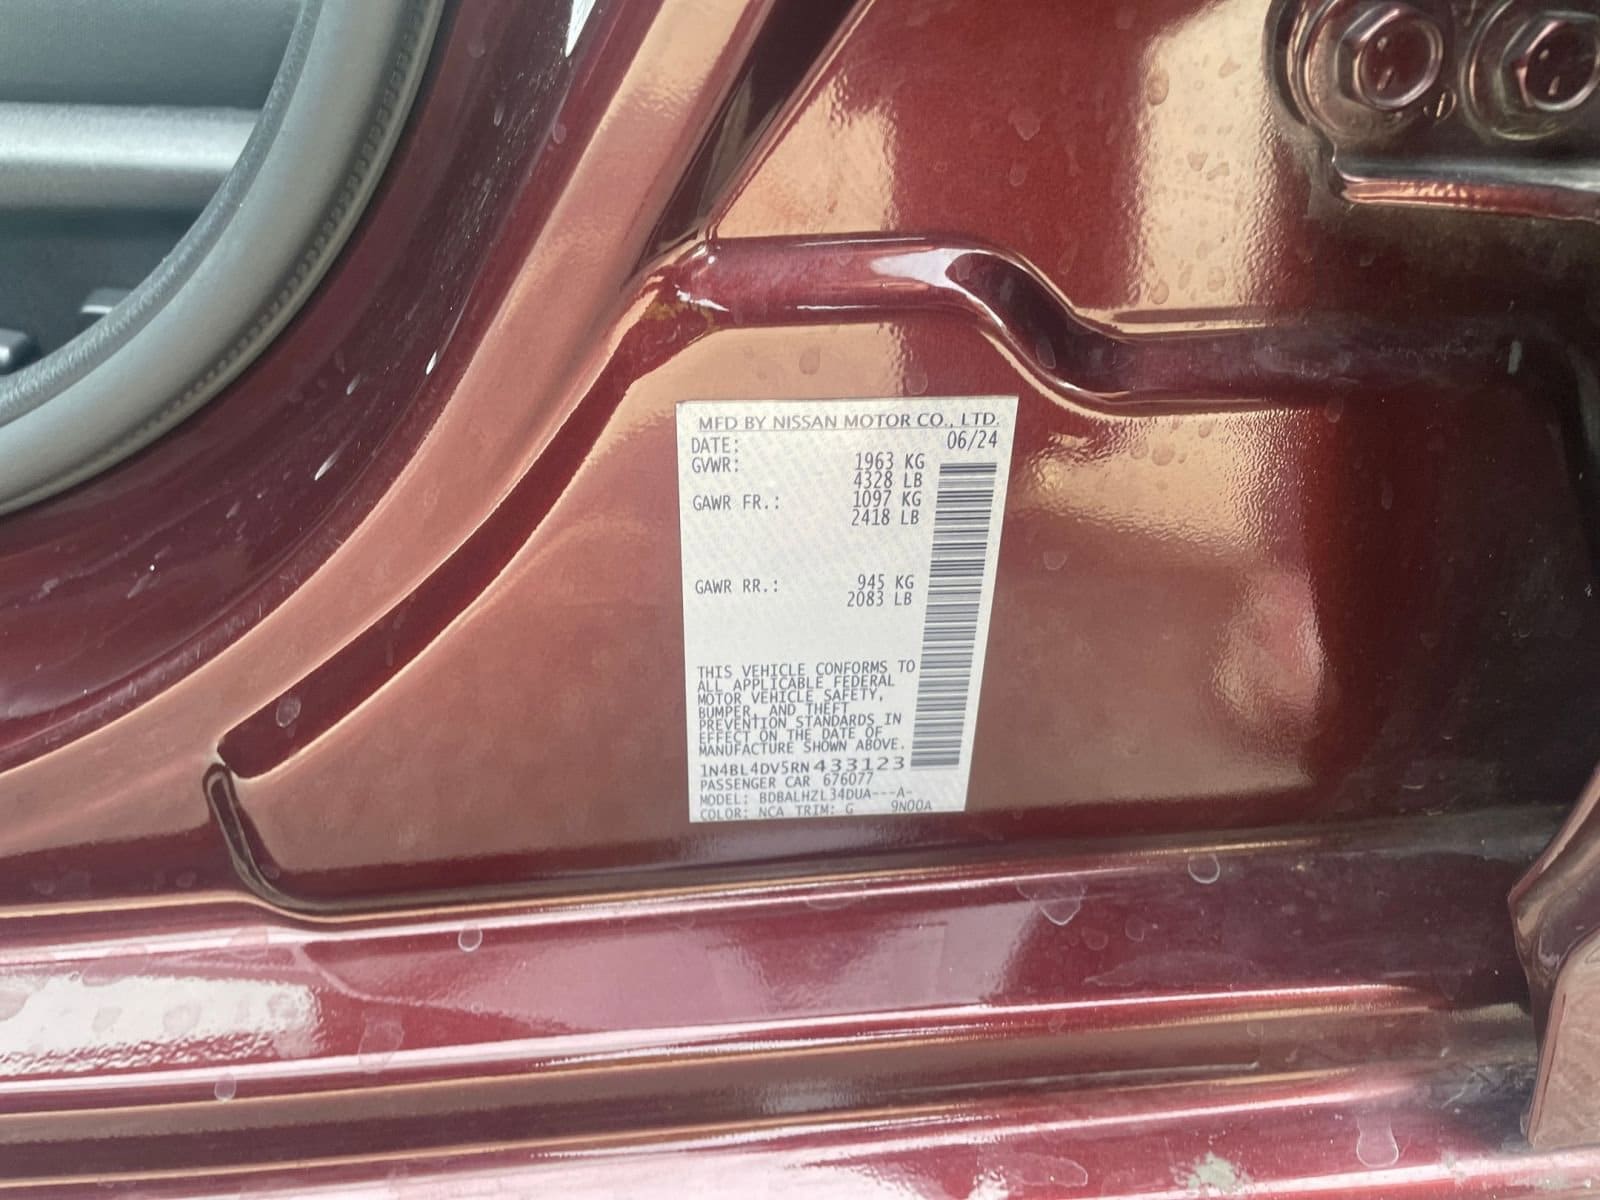 MFD BY NISSAN MOTOR CO., LTD.
DATE: 06/24
GVWR: 1963 KG
4328 LB
GAWR FR.: 1097 KG
2418 LB
GAWR RR.: 945 KG
2083 LB
THIS VEHICLE CONFORMS TO
ALL APPLICABLE FEDERAL
MOTOR VEHICLE SAFETY,
BUMPER, AND THEFT
PREVENTION STANDARDS IN
EFFECT ON THE DATE OF
MANUFACTURE SHOWN ABOVE.
1N4BL4DV5RN433123
PASSENGER CAR 676077
MODEL: BDBALHZL34DUA---A-
COLOR: NCA TRIM: G 9N00A